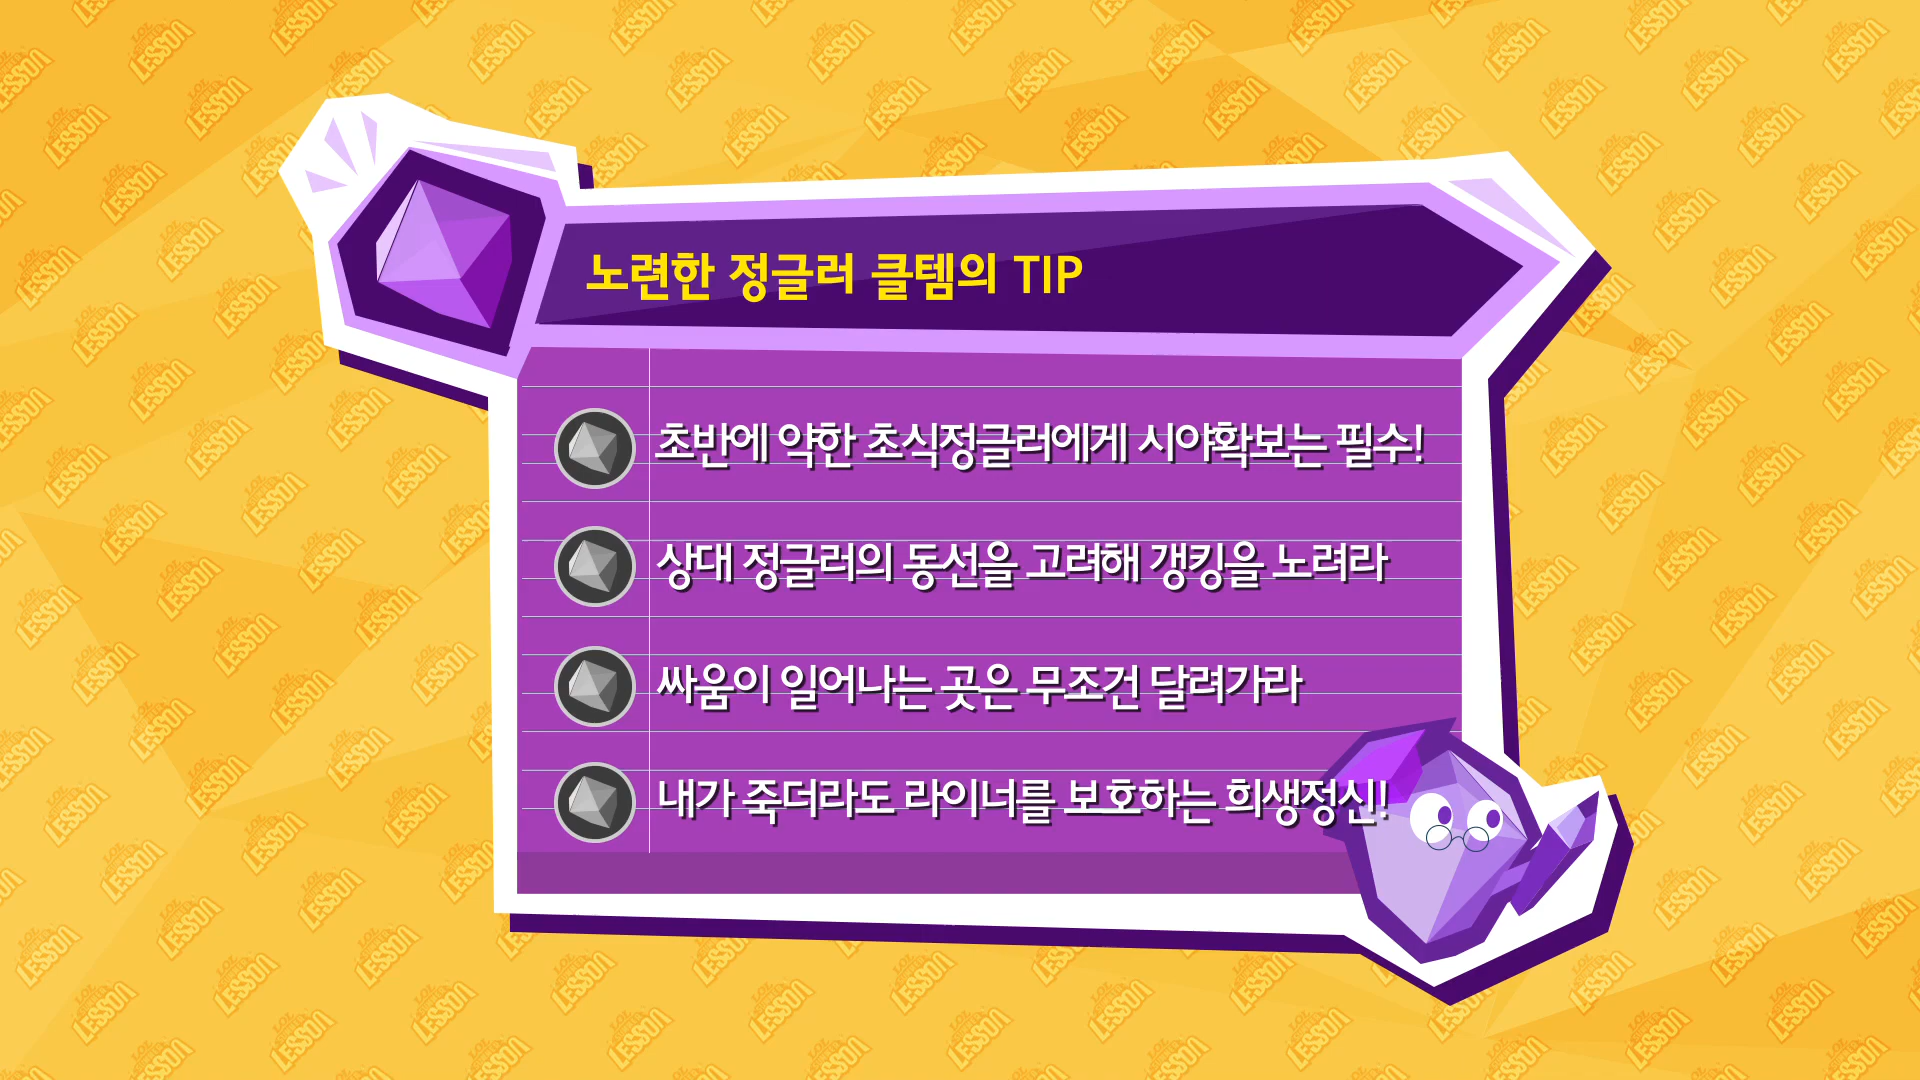 노련한 정글러 클템의 TIP
초반에 약한 초식정글러에게 시야확보는 필수!
상대 정글러의 동선을 고려해 갱킹을 노려라
싸움이 일어나는 곳은 무조건 달려가라
내가 죽더라도 라이너를 보호하는 희생정신!